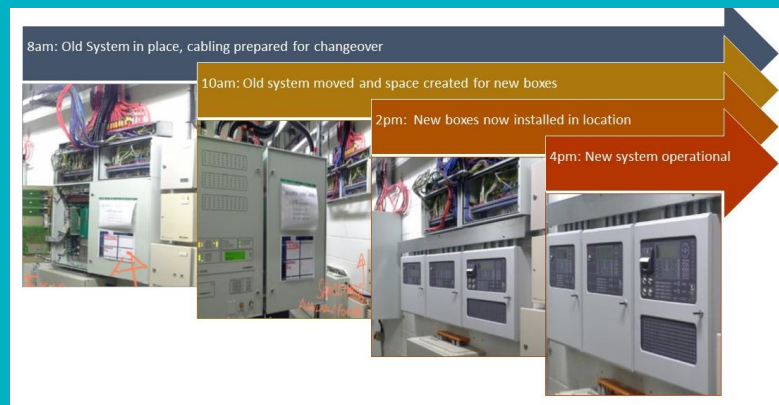 8am: Old System in place, cabling prepared for changeover
10am: Old system moved and space created for new boxes
2pm: New boxes now installed in location
4pm: New system operational